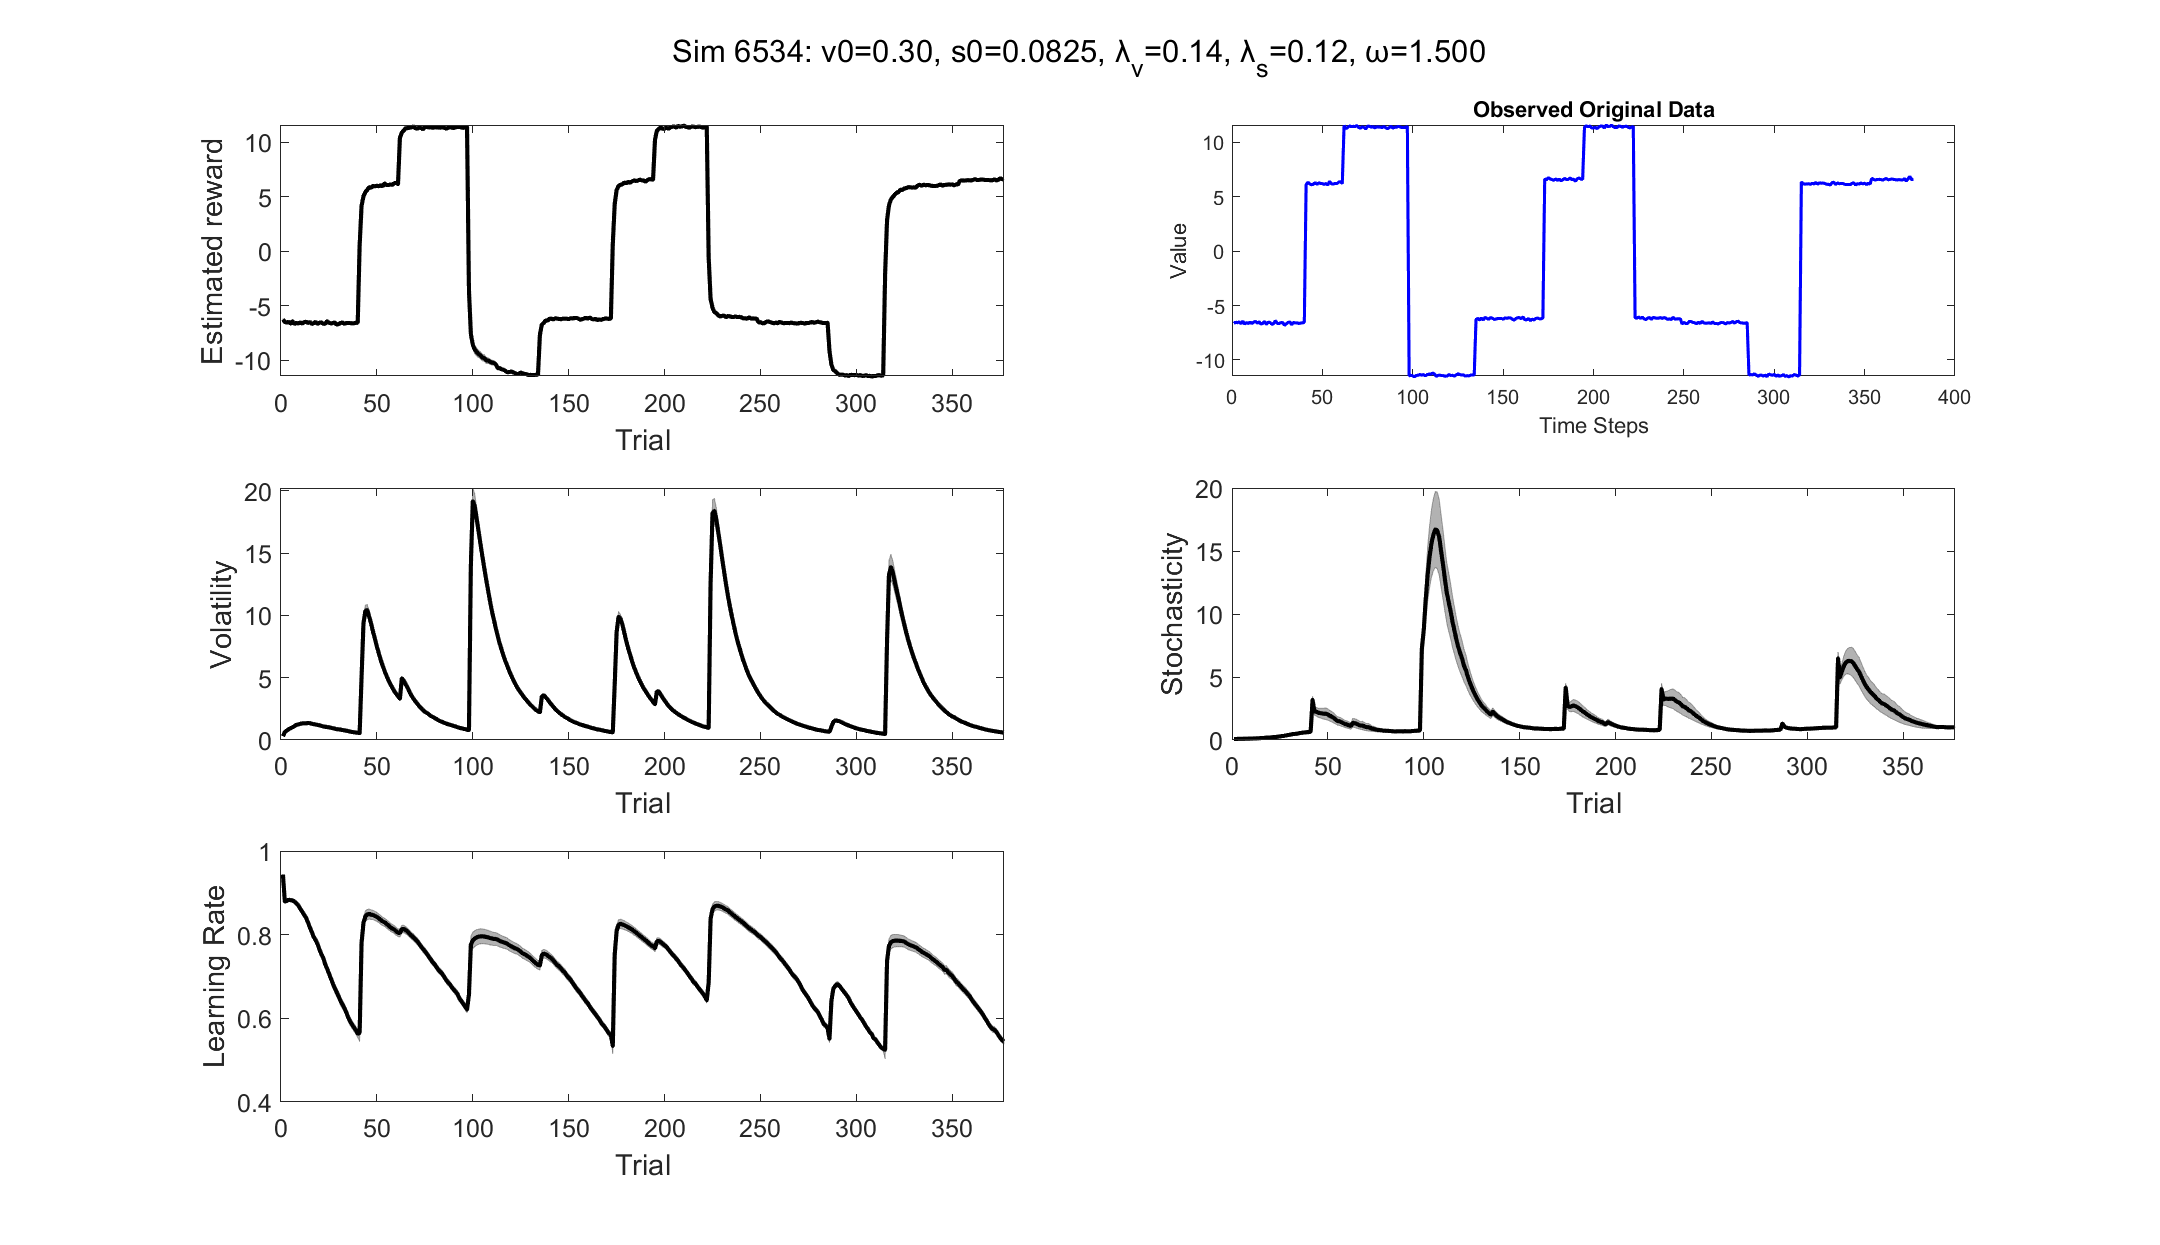 Sim 6534: v0=0.30, s0=0.0825, λv=0.14, λs=0.12, ω=1.500
Estimated reward
10
5
0
-5
-10
0 50 100 150 200 250 300 350
Trial
Observed Original Data
Value
10
5
0
-5
-10
0 50 100 150 200 250 300 350 400
Time Steps
Volatility
20
15
10
5
0
0 50 100 150 200 250 300 350
Trial
Stochasticity
20
15
10
5
0
0 50 100 150 200 250 300 350
Trial
Learning Rate
1
0.8
0.6
0.4
0 50 100 150 200 250 300 350
Trial